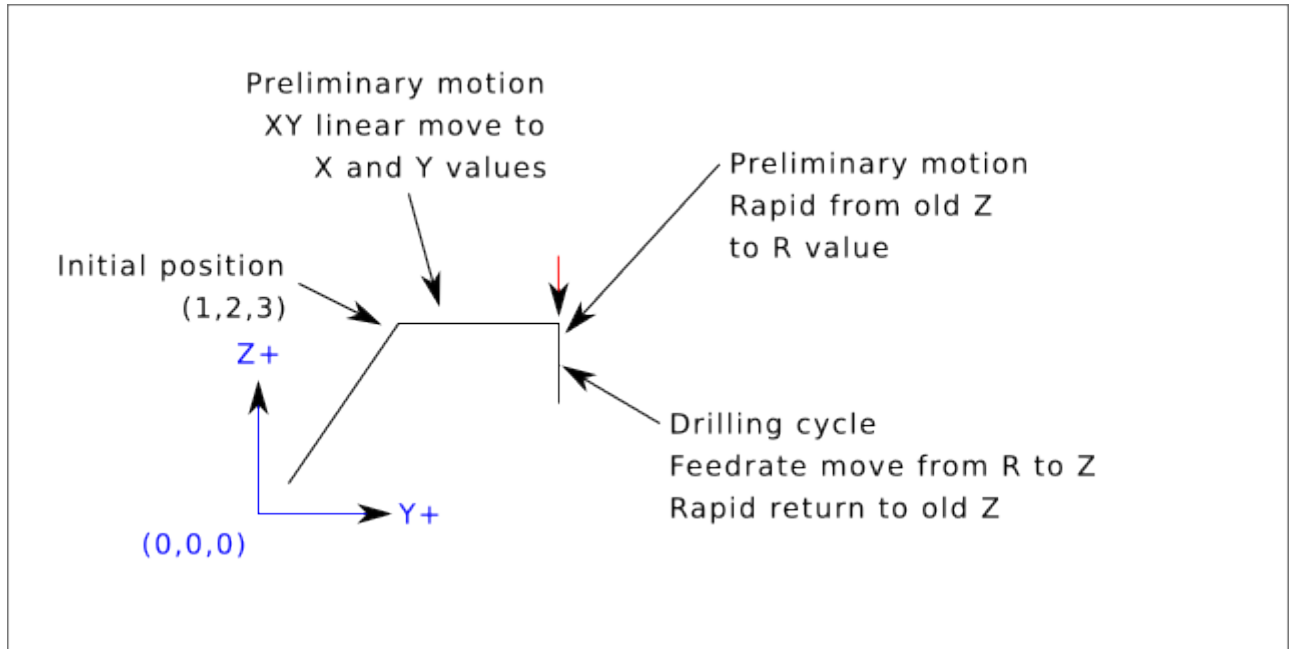 Preliminary motion
XY linear move to
X and Y values
Preliminary motion
Rapid from old Z
to R value
Initial position
(1,2,3)
Z+
Drilling cycle
Feedrate move from R to Z
Rapid return to old Z
Y+
(0,0,0)